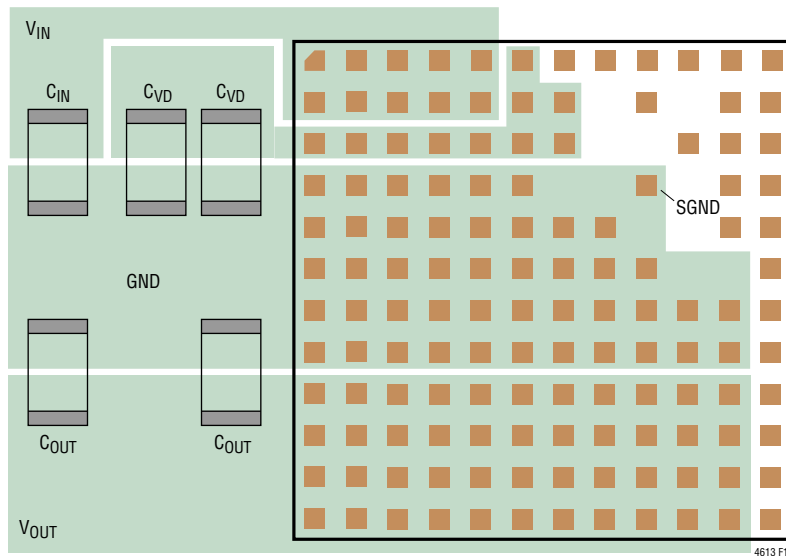 VIN
CIN
CVD
CVD
SGND
GND
COUT
COUT
VOUT
4613 F1